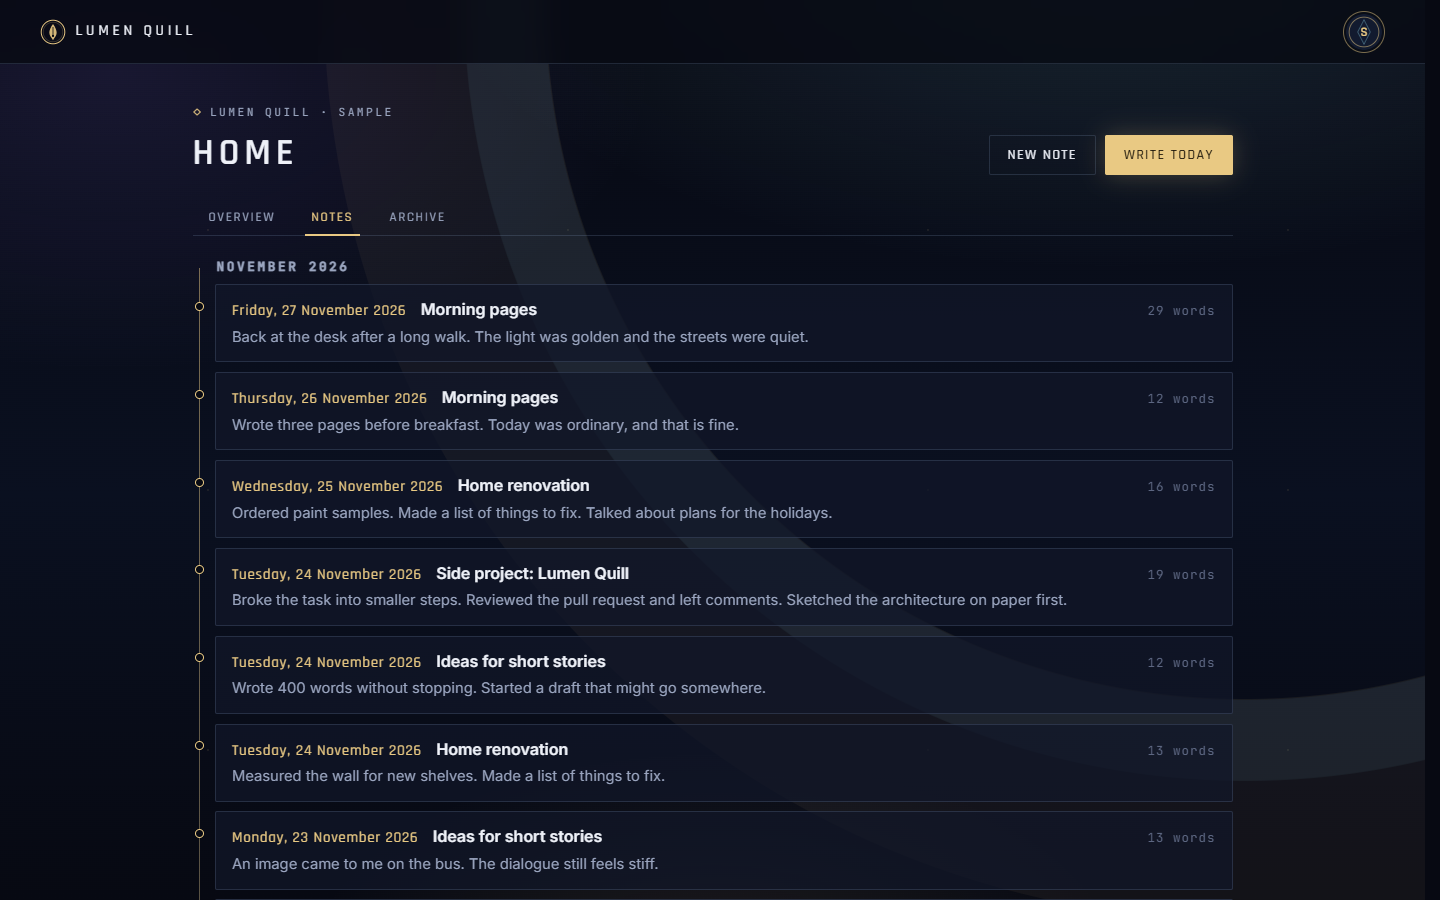 LUMEN QUILL
S
LUMEN QUILL · SAMPLE
HOME
NEW NOTE
WRITE TODAY
OVERVIEW NOTES ARCHIVE
NOVEMBER 2026
Friday, 27 November 2026 Morning pages 29 words
Back at the desk after a long walk. The light was golden and the streets were quiet.
Thursday, 26 November 2026 Morning pages 12 words
Wrote three pages before breakfast. Today was ordinary, and that is fine.
Wednesday, 25 November 2026 Home renovation 16 words
Ordered paint samples. Made a list of things to fix. Talked about plans for the holidays.
Tuesday, 24 November 2026 Side project: Lumen Quill 19 words
Broke the task into smaller steps. Reviewed the pull request and left comments. Sketched the architecture on paper first.
Tuesday, 24 November 2026 Ideas for short stories 12 words
Wrote 400 words without stopping. Started a draft that might go somewhere.
Tuesday, 24 November 2026 Home renovation 13 words
Measured the wall for new shelves. Made a list of things to fix.
Monday, 23 November 2026 Ideas for short stories 13 words
An image came to me on the bus. The dialogue still feels stiff.